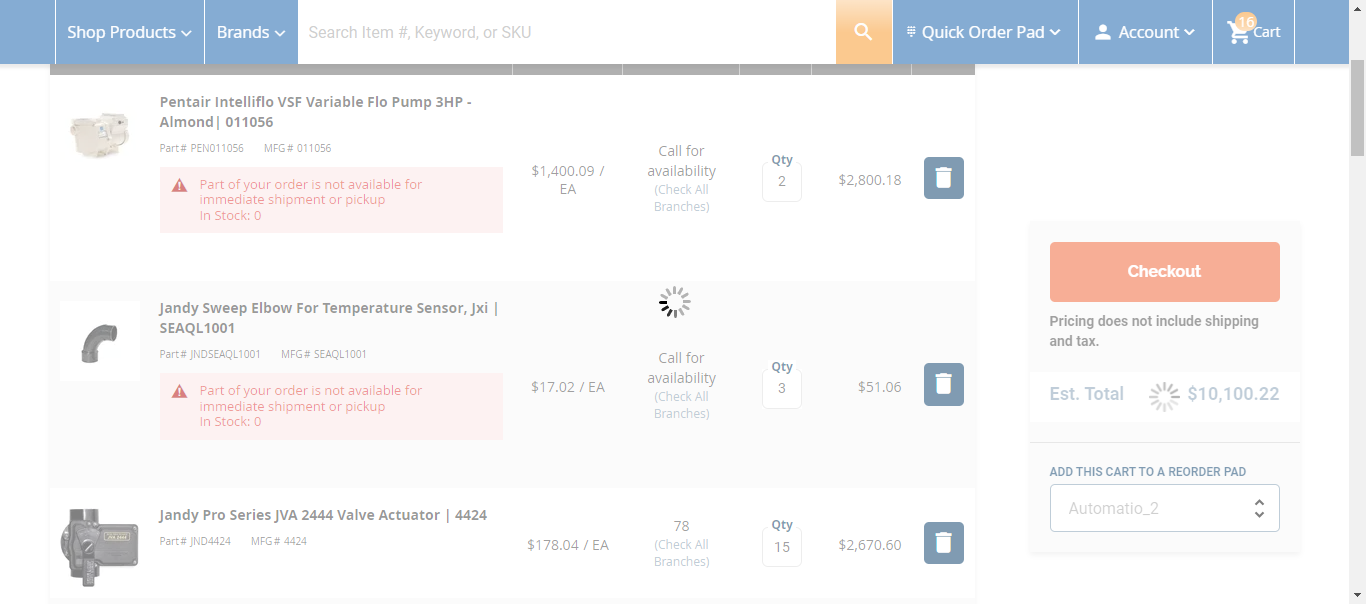 Shop Products
Brands
Search Item #, Keyword, or SKU
Quick Order Pad
Account
16
Cart
Pentair Intelliflo VSF Variable Flo Pump 3HP -
Almond| 011056
Part# PEN011056 MFG# 011056
Part of your order is not available for
immediate shipment or pickup
In Stock: 0
$1,400.09 /
EA
Call for
availability
(Check All
Branches)
Qty
2
$2,800.18
Jandy Sweep Elbow For Temperature Sensor, Jxi |
SEAQL1001
Part# JNDSEAQL1001 MFG# SEAQL1001
Part of your order is not available for
immediate shipment or pickup
In Stock: 0
$17.02 / EA
Call for
availability
(Check All
Branches)
Qty
3
$51.06
Jandy Pro Series JVA 2444 Valve Actuator | 4424
Part# JND4424 MFG# 4424
$178.04 / EA
78
(Check All
Branches)
Qty
15
$2,670.60
Checkout
Pricing does not include shipping
and tax.
Est. Total $10,100.22
ADD THIS CART TO A REORDER PAD
Automatio_2